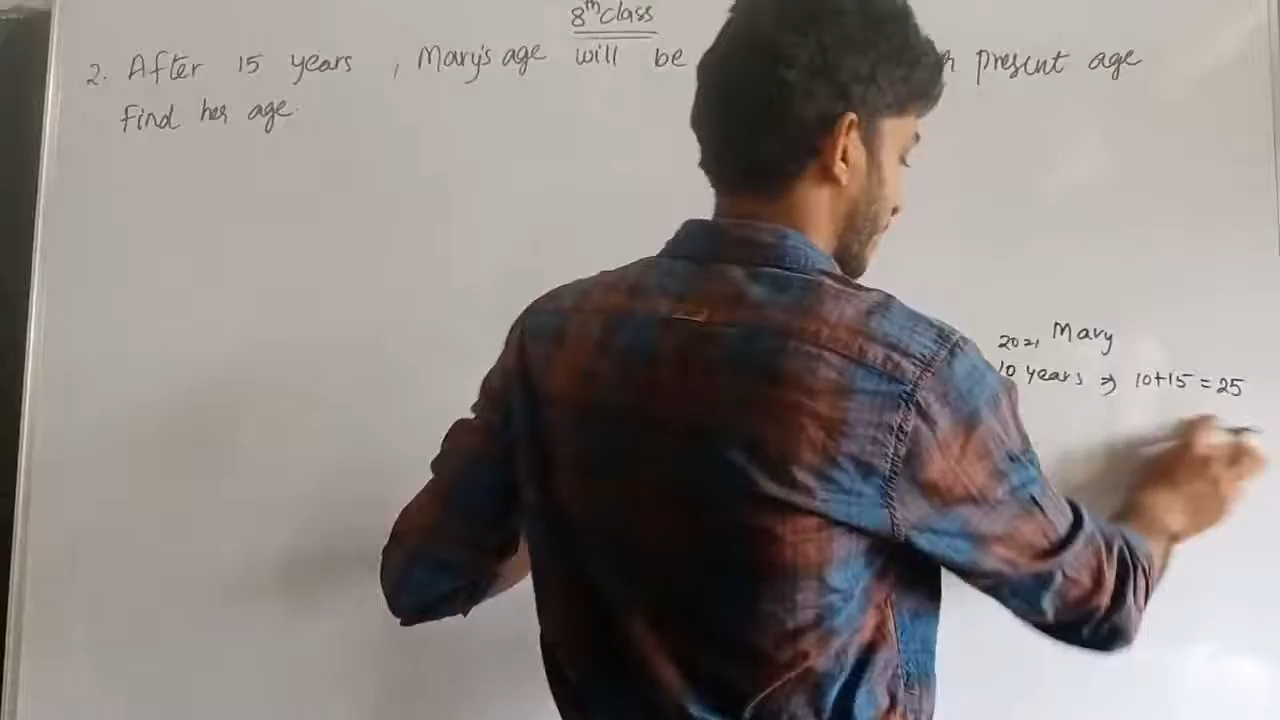 8th class
2. After 15 years , Mary's age will be present age
Find her age.
2021 Mary
10 years ⇒ 10+15 = 25